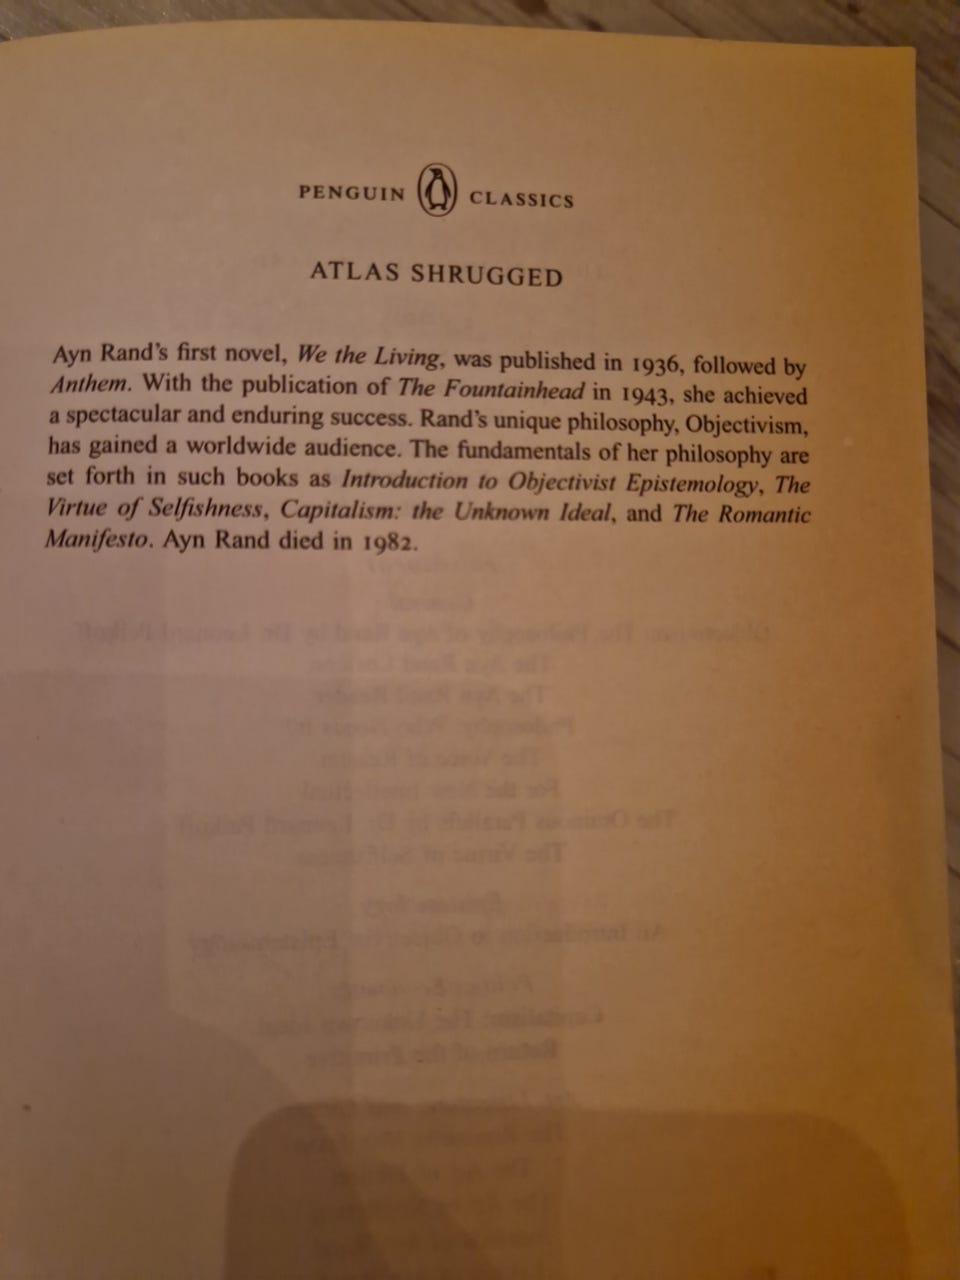 PENGUIN CLASSICS
ATLAS SHRUGGED
Ayn Rand's first novel, We the Living, was published in 1936, followed by
Anthem. With the publication of The Fountainhead in 1943, she achieved
a spectacular and enduring success. Rand's unique philosophy, Objectivism,
has gained a worldwide audience. The fundamentals of her philosophy are
set forth in such books as Introduction to Objectivist Epistemology, The
Virtue of Selfishness, Capitalism: the Unknown Ideal, and The Romantic
Manifesto. Ayn Rand died in 1982.